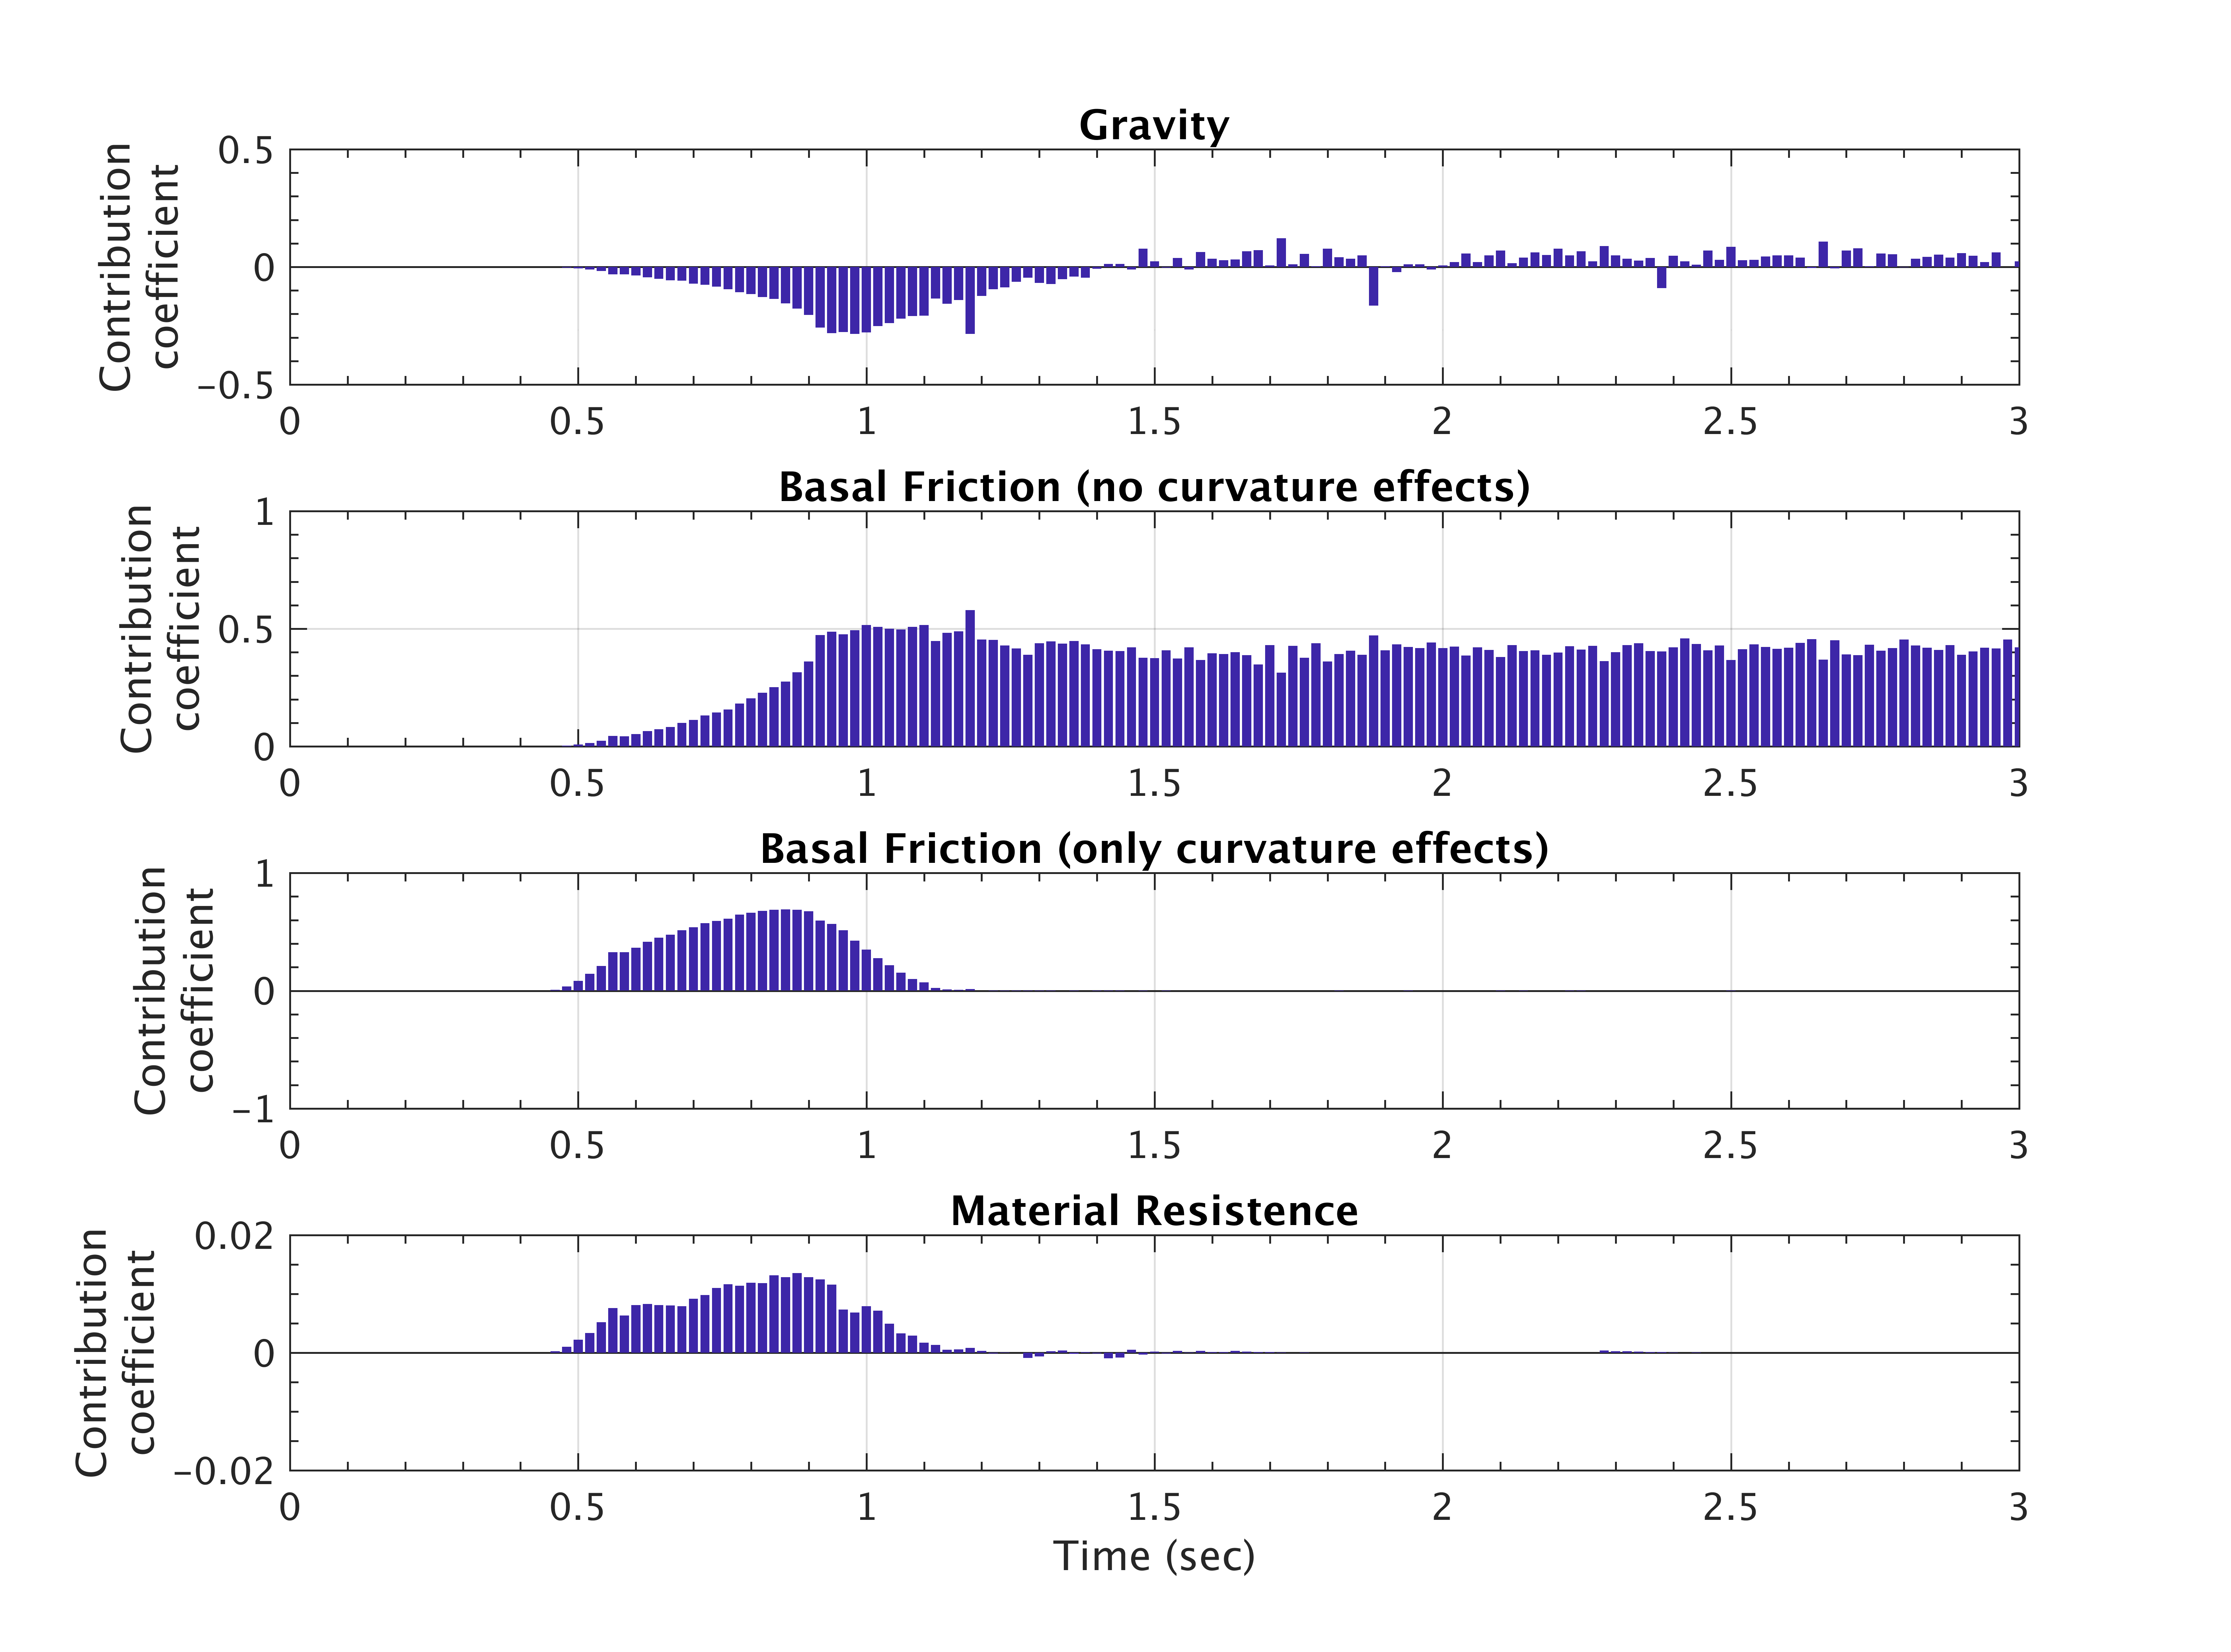 Gravity
Contribution
coefficient
0.5
0
−0.5
0 0.5 1 1.5 2 2.5 3
Basal Friction (no curvature effects)
Contribution
coefficient
1
0.5
0
0 0.5 1 1.5 2 2.5 3
Basal Friction (only curvature effects)
Contribution
coefficient
1
0
−1
0 0.5 1 1.5 2 2.5 3
Material Resistence
Contribution
coefficient
0.02
0
−0.02
0 0.5 1 1.5 2 2.5 3
Time (sec)